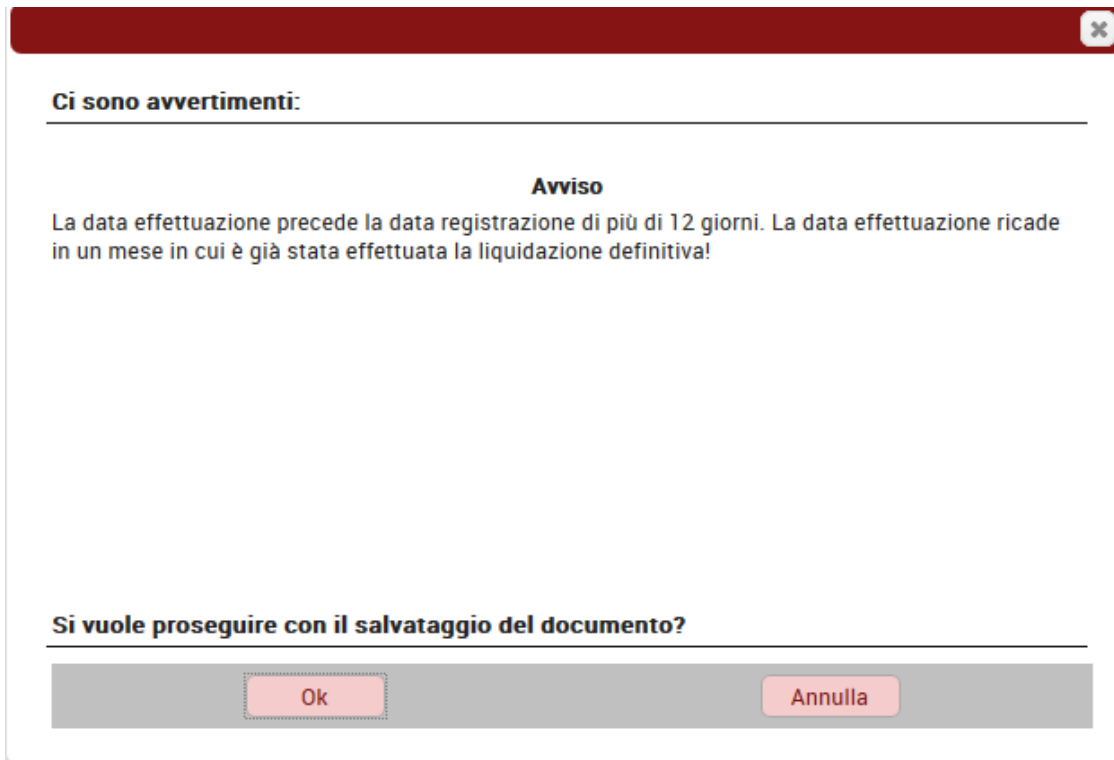 Ci sono avvertimenti:
Avviso
La data effettuazione precede la data registrazione di più di 12 giorni. La data effettuazione ricade
in un mese in cui è già stata effettuata la liquidazione definitiva!
Si vuole proseguire con il salvataggio del documento?
Ok
Annulla